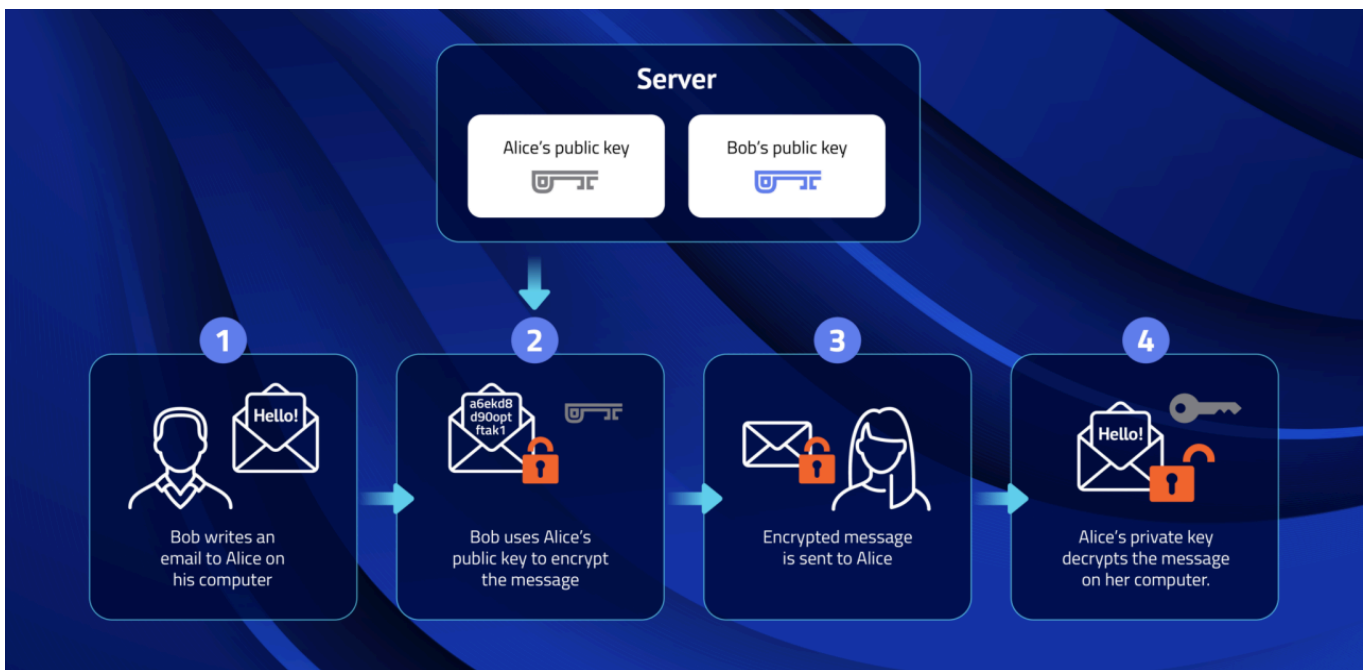 Server
Alice's public key
Bob's public key
1
2
3
4
Hello!
a6ekd8
d90opt
ftak1
Hello!
Bob writes an
email to Alice on
his computer
Bob uses Alice's
public key to encrypt
the message
Encrypted message
is sent to Alice
Alice's private key
decrypts the message
on her computer.